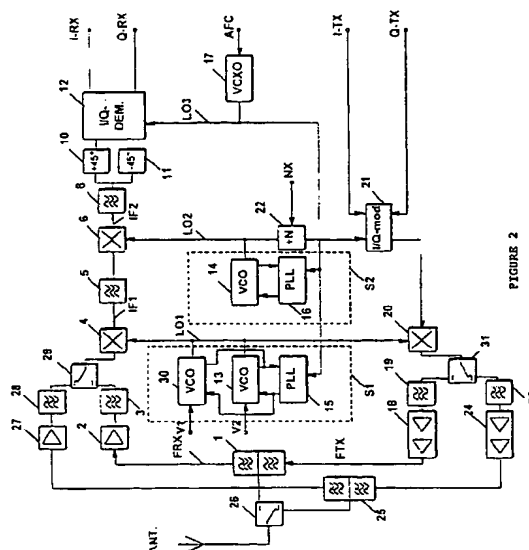 I-RX
Q-RX
AFC
I-TX
Q-TX
17
VCXO
12
I/Q-
DEM.
LO3
10
+45°
-45°
11
8
IF2
6
LO2
22
÷N
NX
21
I/Q-mod
5
IF1
14
VCO
PLL
16
S2
4
LO1
20
29
30
VCO
13
VCO
PLL
15
S1
31
28
3
V1
V2
19
27
2
FRX
1
FTX
18
24
26
25
ANT.
FIGURE 2